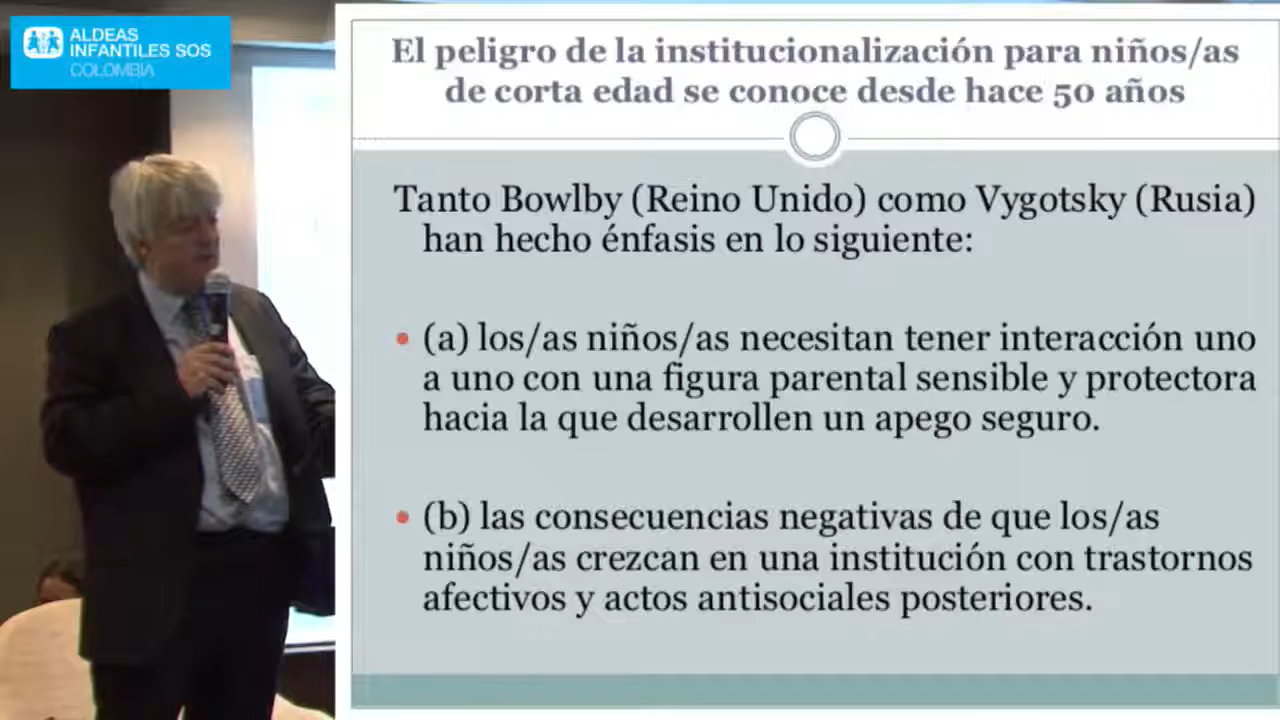 ALDEAS
INFANTILES SOS
COLOMBIA
El peligro de la institucionalización para niños/as
de corta edad se conoce desde hace 50 años
Tanto Bowlby (Reino Unido) como Vygotsky (Rusia)
han hecho énfasis en lo siguiente:
• (a) los/as niños/as necesitan tener interacción uno
a uno con una figura parental sensible y protectora
hacia la que desarrollen un apego seguro.
• (b) las consecuencias negativas de que los/as
niños/as crezcan en una institución con trastornos
afectivos y actos antisociales posteriores.